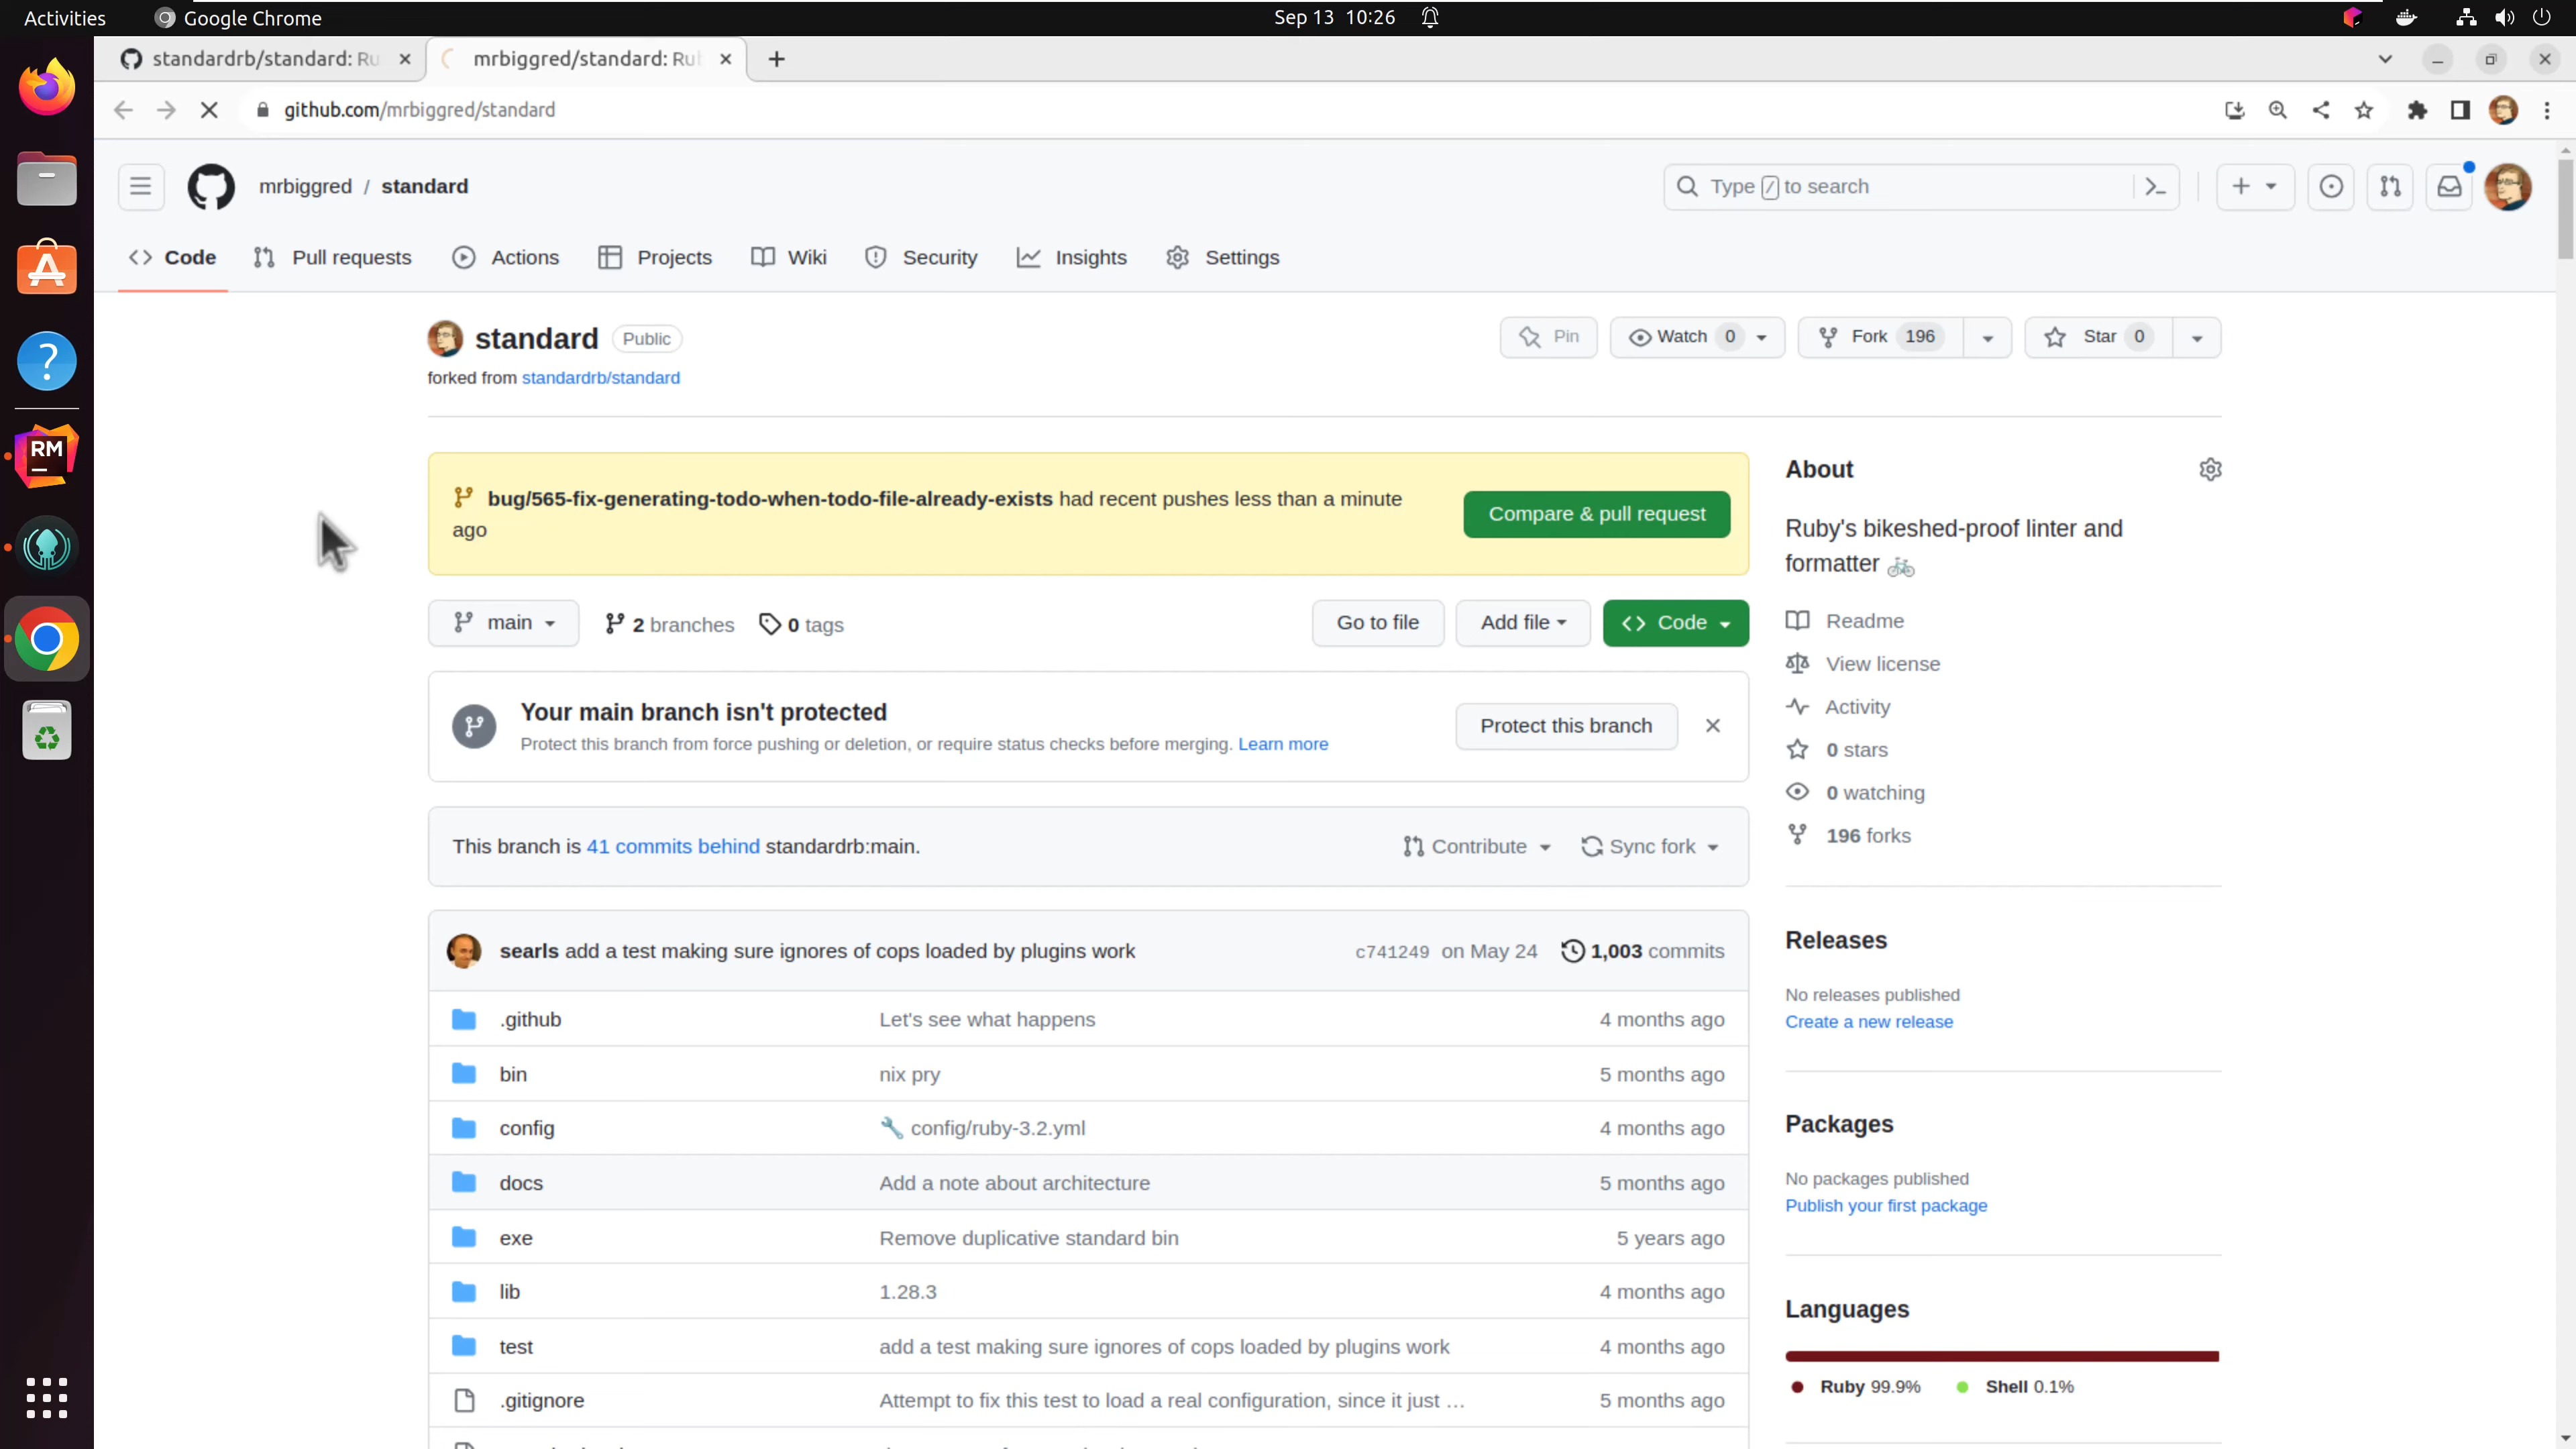 Activities Google Chrome Sep 13 10:26
standardrb/standard: Ru mrbiggred/standard: Rul
github.com/mrbiggred/standard
mrbiggred / standard Type / to search
Code Pull requests Actions Projects Wiki Security Insights Settings
standard Public Pin Watch 0 Fork 196 Star 0
forked from standardrb/standard
bug/565-fix-generating-todo-when-todo-file-already-exists had recent pushes less than a minute
ago
Compare & pull request
About
Ruby's bikeshed-proof linter and
formatter 🚲
main 2 branches 0 tags Go to file Add file Code
Readme
View license
Activity
0 stars
0 watching
196 forks
Your main branch isn't protected
Protect this branch from force pushing or deletion, or require status checks before merging. Learn more
Protect this branch
This branch is 41 commits behind standardrb:main. Contribute Sync fork
searls add a test making sure ignores of cops loaded by plugins work c741249 on May 24 1,003 commits
.github Let's see what happens 4 months ago
bin nix pry 5 months ago
config 🔧 config/ruby-3.2.yml 4 months ago
docs Add a note about architecture 5 months ago
exe Remove duplicative standard bin 5 years ago
lib 1.28.3 4 months ago
test add a test making sure ignores of cops loaded by plugins work 4 months ago
.gitignore Attempt to fix this test to load a real configuration, since it just … 5 months ago
Releases
No releases published
Create a new release
Packages
No packages published
Publish your first package
Languages
Ruby 99.9% Shell 0.1%
RM